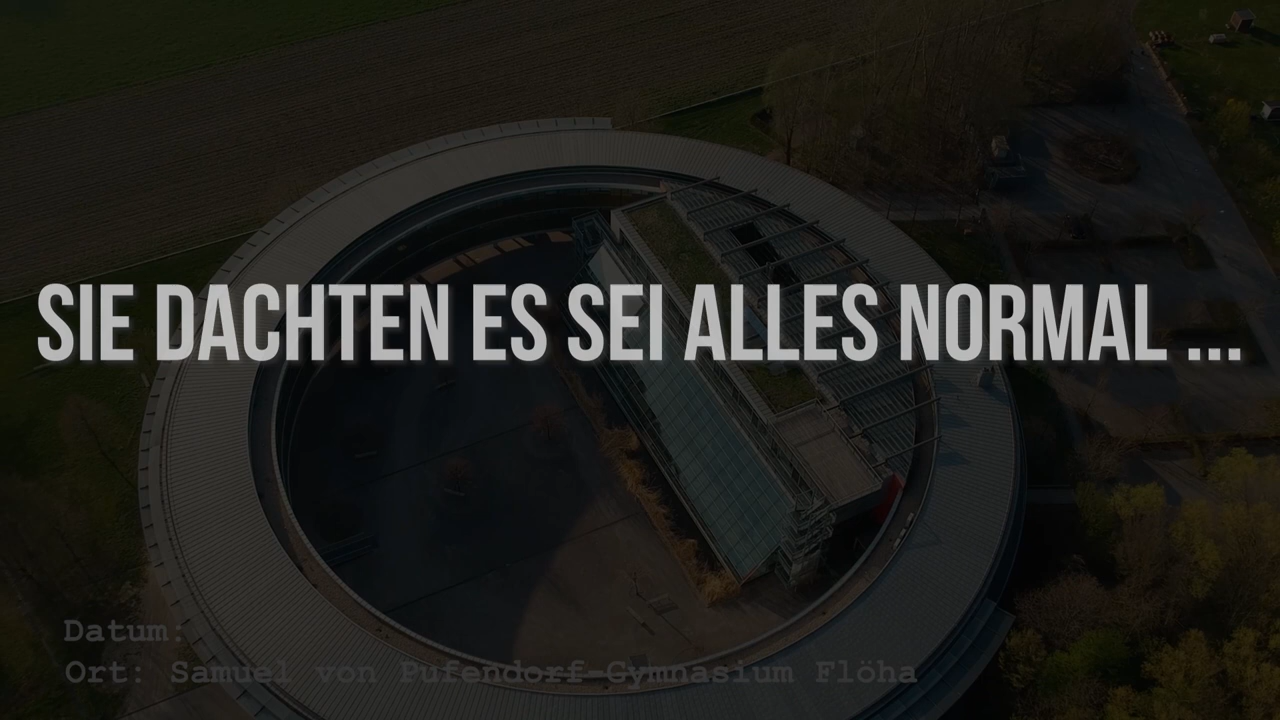 SIE DACHTEN ES SEI ALLES NORMAL ...
Datum:
Ort: Samuel von Pufendorf-Gymnasium Flöha